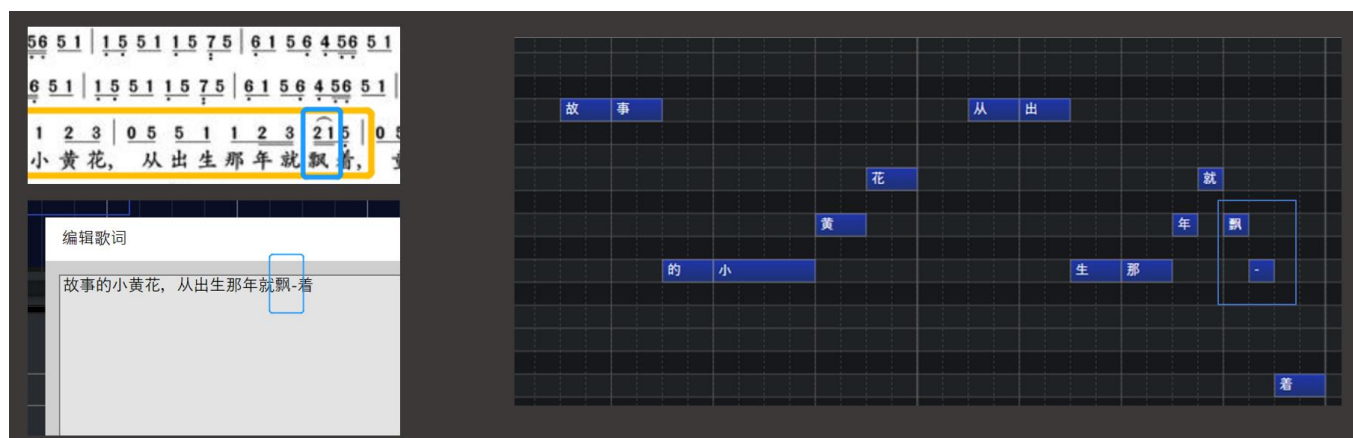 56 51 | 15 51 15 75 | 61 56 456 51
6 51 | 15 51 15 75 | 61 56 456 51 |
1 2 3 | 0 5 5 1 1 2 3 215 | 0
小 黄 花, 从 出 生 那 年 就 飘 着,
编辑歌词
故事的小黄花，从出生那年就飘-着
故 事 从 出
花 就
黄 年 飘
的 小 生 那 -
着